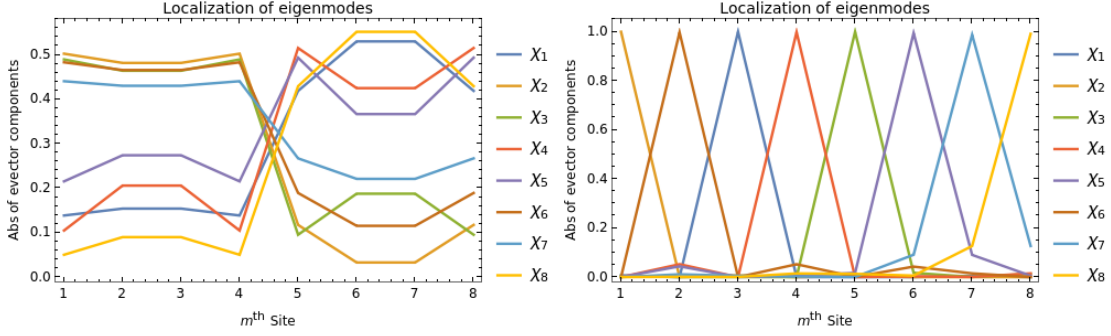 Localization of eigenmodes
Abs of evector components
0.5
0.4
0.3
0.2
0.1
0.0
1 2 3 4 5 6 7 8
mth Site
χ1
χ2
χ3
χ4
χ5
χ6
χ7
χ8
Localization of eigenmodes
Abs of evector components
1.0
0.8
0.6
0.4
0.2
0.0
1 2 3 4 5 6 7 8
mth Site
χ1
χ2
χ3
χ4
χ5
χ6
χ7
χ8